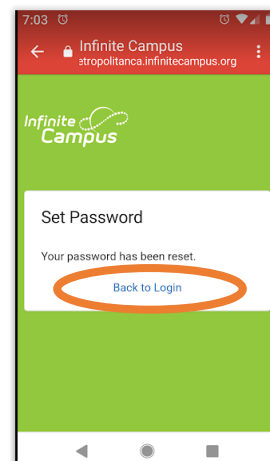 7:03
Infinite Campus
etropolitanca.infinitecampus.org
Infinite
Campus
Set Password
Your password has been reset.
Back to Login